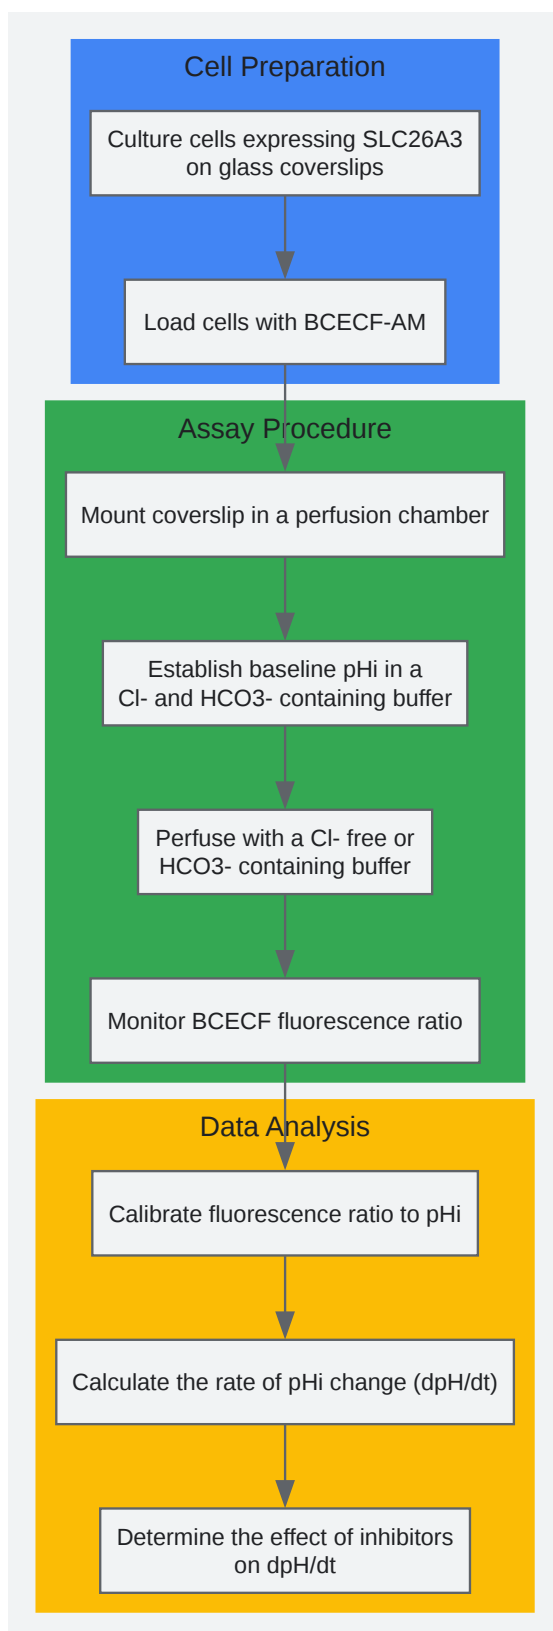 Cell Preparation
Culture cells expressing SLC26A3
on glass coverslips
Load cells with BCECF-AM
Assay Procedure
Mount coverslip in a perfusion chamber
Establish baseline pHi in a
Cl- and HCO3- containing buffer
Perfuse with a Cl- free or
HCO3- containing buffer
Monitor BCECF fluorescence ratio
Data Analysis
Calibrate fluorescence ratio to pHi
Calculate the rate of pHi change (dpH/dt)
Determine the effect of inhibitors
on dpH/dt